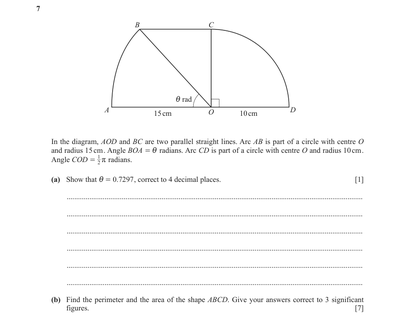 7
B
C
θ rad
A
15 cm
O
10 cm
D
In the diagram, AOD and BC are two parallel straight lines. Arc AB is part of a circle with centre O
and radius 15 cm. Angle BOA = θ radians. Arc CD is part of a circle with centre O and radius 10 cm.
Angle COD = ½π radians.
(a) Show that θ = 0.7297, correct to 4 decimal places. [1]
(b) Find the perimeter and the area of the shape ABCD. Give your answers correct to 3 significant
figures. [7]